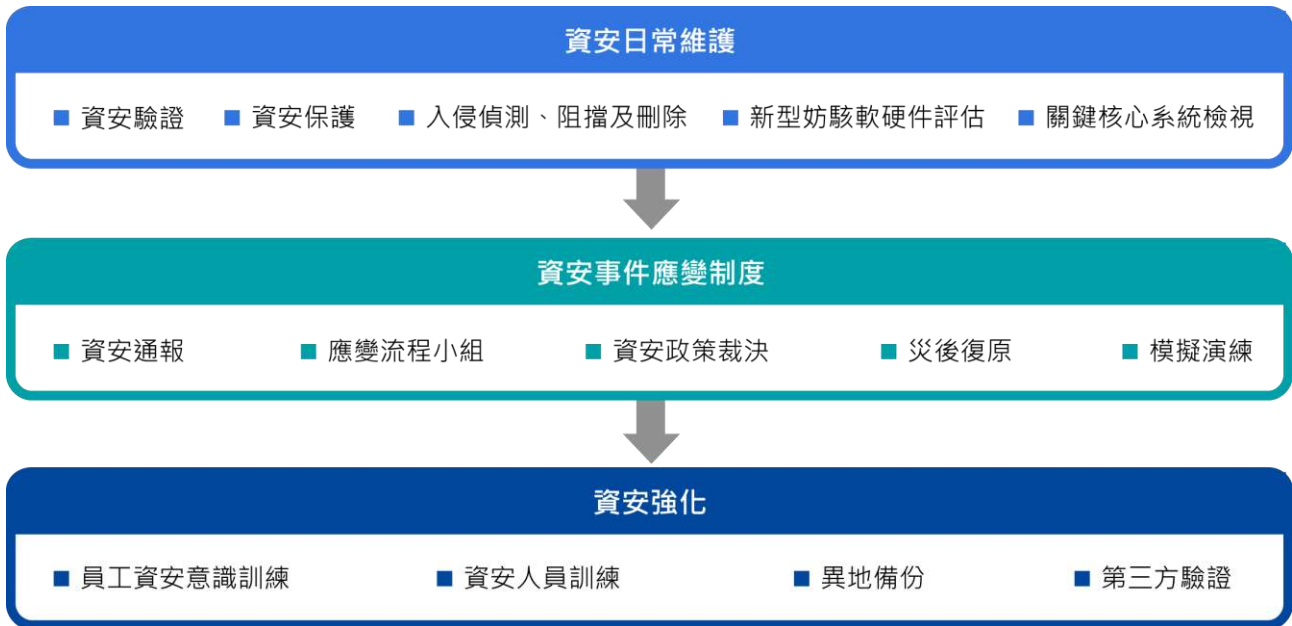 資安日常維護
■ 資安驗證 ■ 資安保護 ■ 入侵偵測、阻擋及刪除 ■ 新型妨駭軟硬件評估 ■ 關鍵核心系統檢視
資安事件應變制度
■ 資安通報 ■ 應變流程小組 ■ 資安政策裁決 ■ 災後復原 ■ 模擬演練
資安強化
■ 員工資安意識訓練 ■ 資安人員訓練 ■ 異地備份 ■ 第三方驗證